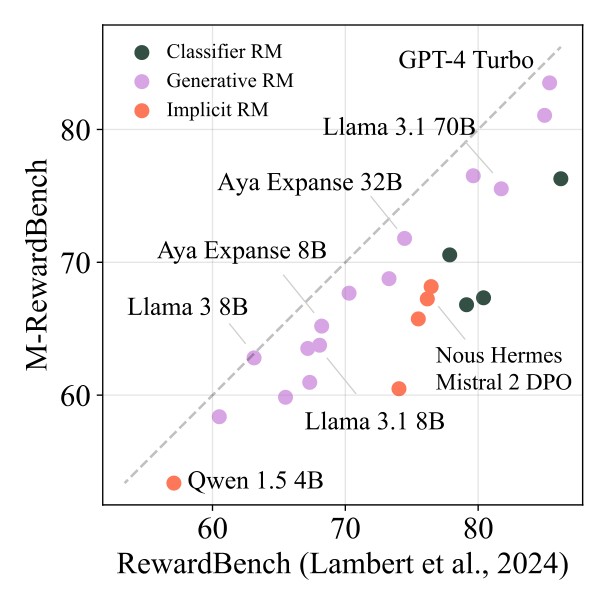 Classifier RM
Generative RM
Implicit RM
GPT-4 Turbo
Llama 3.1 70B
Aya Expanse 32B
Aya Expanse 8B
Llama 3 8B
Nous Hermes
Mistral 2 DPO
Llama 3.1 8B
Qwen 1.5 4B
M-RewardBench
80
70
60
60 70 80
RewardBench (Lambert et al., 2024)